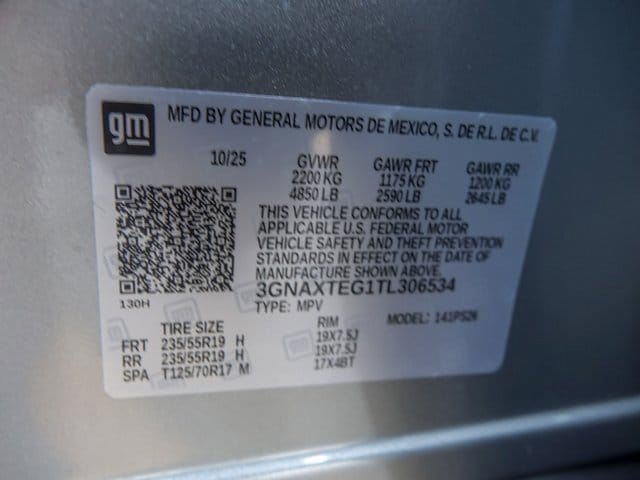 gm
MFD BY GENERAL MOTORS DE MEXICO, S. DE R.L. DE C.V.
10/25 GVWR GAWR FRT GAWR RR
2200 KG 1175 KG 1200 KG
4850 LB 2590 LB 2645 LB
THIS VEHICLE CONFORMS TO ALL
APPLICABLE U.S. FEDERAL MOTOR
VEHICLE SAFETY AND THEFT PREVENTION
STANDARDS IN EFFECT ON THE DATE OF
MANUFACTURE SHOWN ABOVE.
3GNAXTEG1TL306534
130H
TYPE: MPV MODEL: 141PS26
TIRE SIZE RIM
FRT 235/55R19 H 19X7.5J
RR 235/55R19 H 19X7.5J
SPA T125/70R17 M 17X4BT